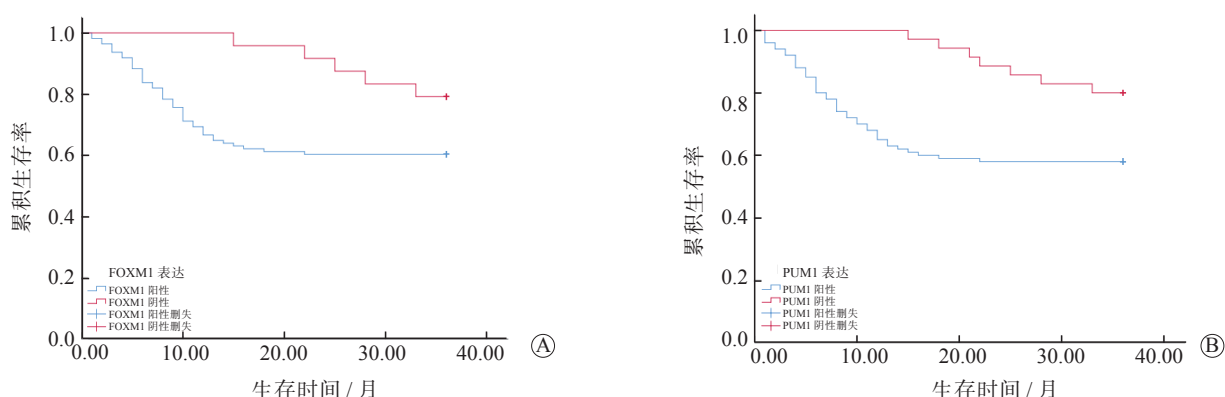 1.0
0.8
0.6
0.4
0.2
0.0
累积生存率
FOXM1 表达
FOXM1 阳性
FOXM1 阴性
FOXM1 阳性删失
FOXM1 阴性删失
0.00 10.00 20.00 30.00 40.00
生存时间 / 月
A
1.0
0.8
0.6
0.4
0.2
0.0
累积生存率
PUM1 表达
PUM1 阳性
PUM1 阴性
PUM1 阳性删失
PUM1 阴性删失
0.00 10.00 20.00 30.00 40.00
生存时间 / 月
B